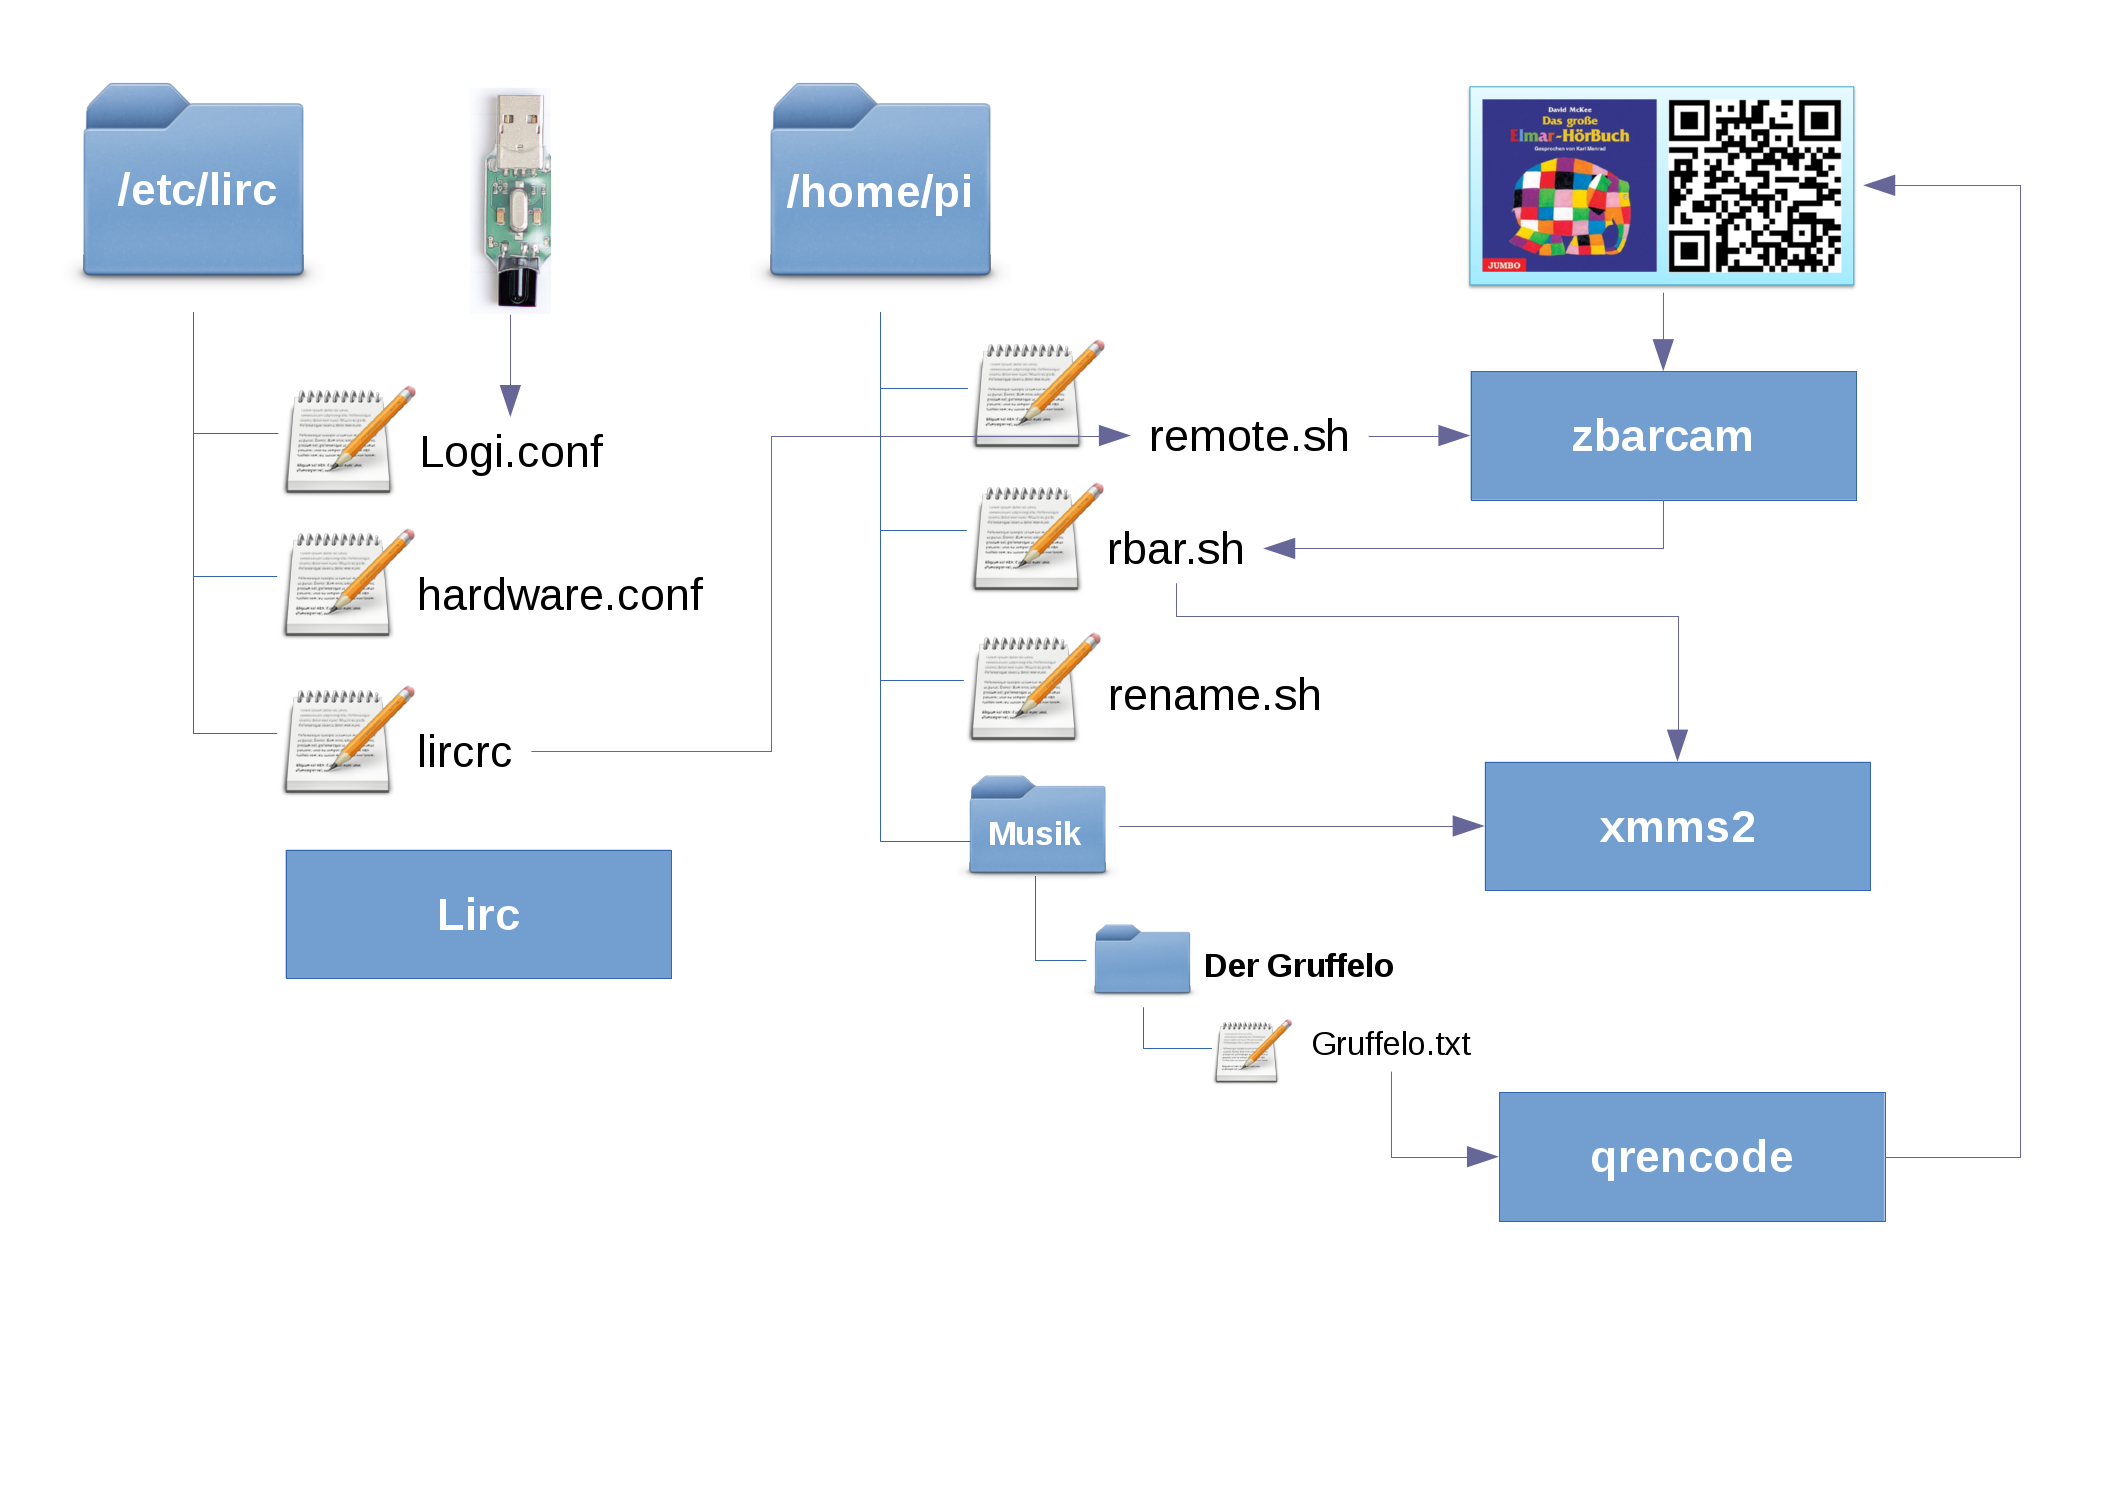 /etc/lirc
/home/pi
David McKee
Das große
Elmar-HörBuch
Gesprochen von Karl Menrad
JUMBO
Logi.conf
hardware.conf
lircrc
Lirc
remote.sh
rbar.sh
rename.sh
Musik
Der Gruffelo
Gruffelo.txt
zbarcam
xmms2
qrencode